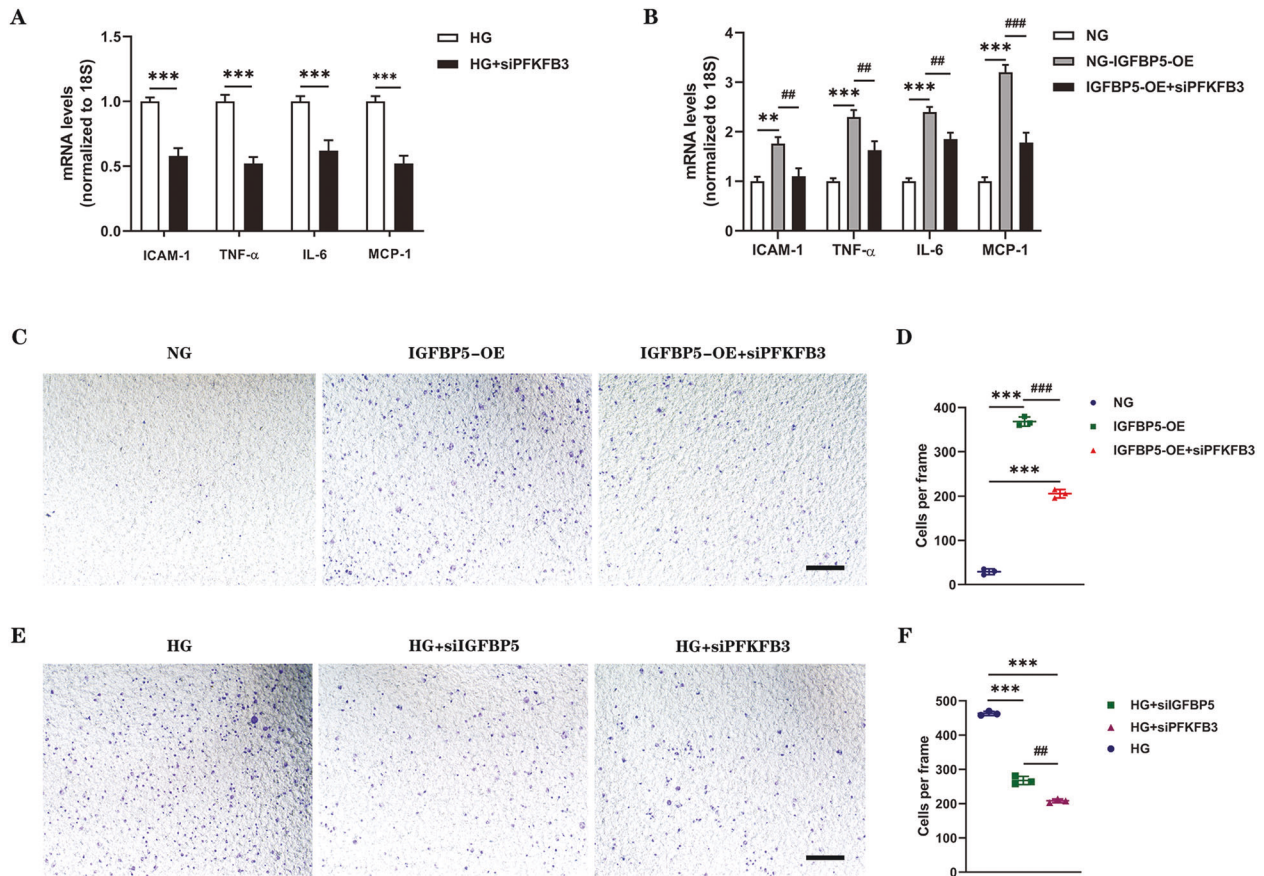 A
mRNA levels
(normalized to 18S)
1.5
1.0
0.5
0.0
***
***
***
***
ICAM-1
TNF-α
IL-6
MCP-1
HG
HG+siPFKFB3
B
mRNA levels
(normalized to 18S)
4
3
2
1
0
**
##
***
##
***
##
***
###
ICAM-1
TNF-α
IL-6
MCP-1
NG
NG-IGFBP5-OE
IGFBP5-OE+siPFKFB3
C
NG
IGFBP5-OE
IGFBP5-OE+siPFKFB3
D
Cells per frame
400
300
200
100
0
***
###
***
NG
IGFBP5-OE
IGFBP5-OE+siPFKFB3
E
HG
HG+siIGFBP5
HG+siPFKFB3
F
Cells per frame
500
400
300
200
100
0
***
***
##
HG+siIGFBP5
HG+siPFKFB3
HG